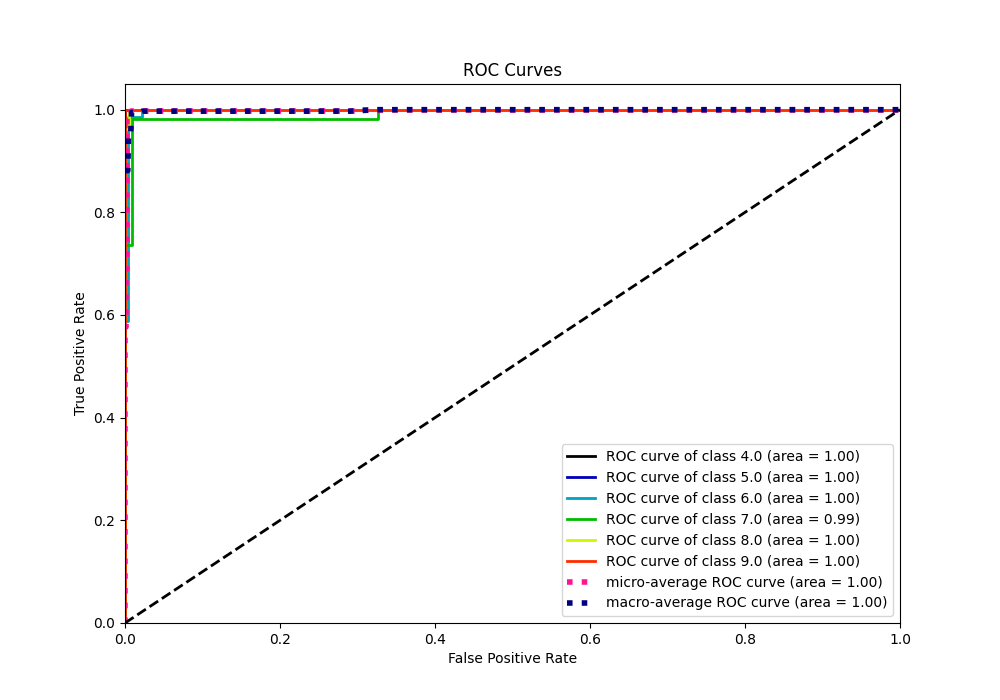 ROC Curves
True Positive Rate
1.0
0.8
0.6
0.4
0.2
0.0
0.0 0.2 0.4 0.6 0.8 1.0
False Positive Rate
ROC curve of class 4.0 (area = 1.00)
ROC curve of class 5.0 (area = 1.00)
ROC curve of class 6.0 (area = 1.00)
ROC curve of class 7.0 (area = 0.99)
ROC curve of class 8.0 (area = 1.00)
ROC curve of class 9.0 (area = 1.00)
micro-average ROC curve (area = 1.00)
macro-average ROC curve (area = 1.00)